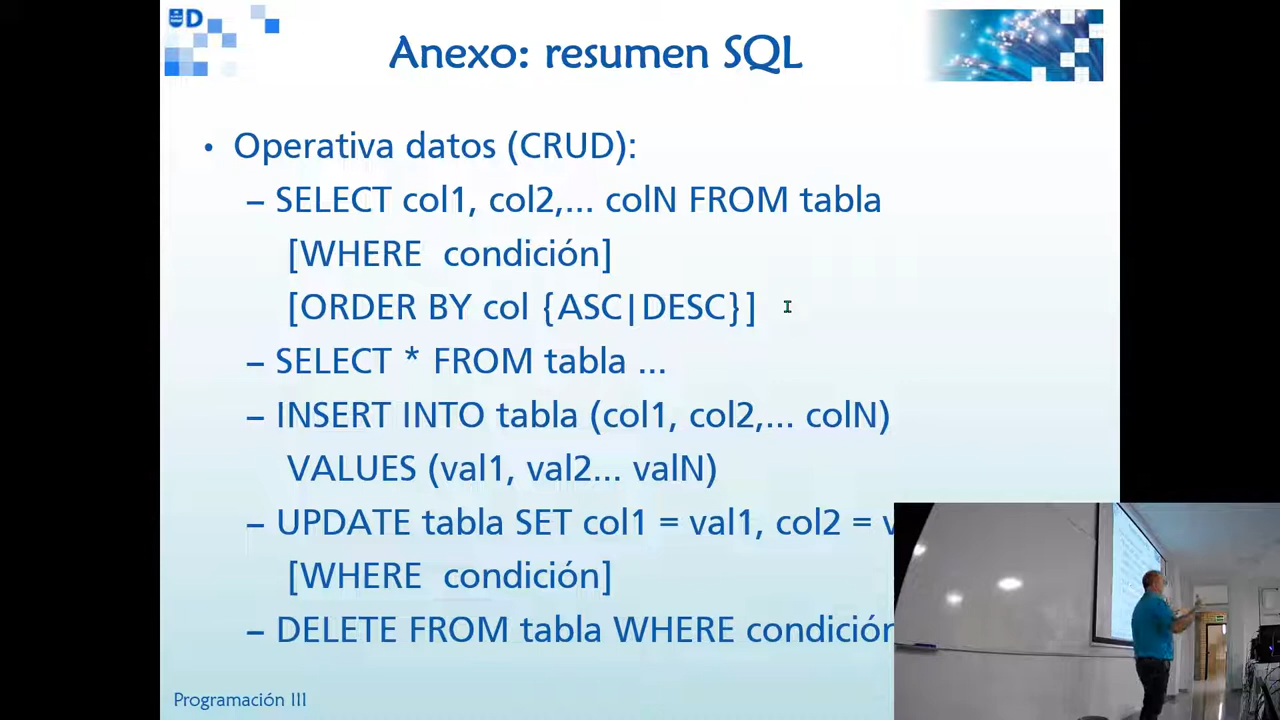 UD
Anexo: resumen SQL
• Operativa datos (CRUD):
– SELECT col1, col2,... colN FROM tabla
[WHERE condición]
[ORDER BY col {ASC|DESC}]
– SELECT * FROM tabla ...
– INSERT INTO tabla (col1, col2,... colN)
VALUES (val1, val2... valN)
– UPDATE tabla SET col1 = val1, col2 =
[WHERE condición]
– DELETE FROM tabla WHERE condición
Programación III